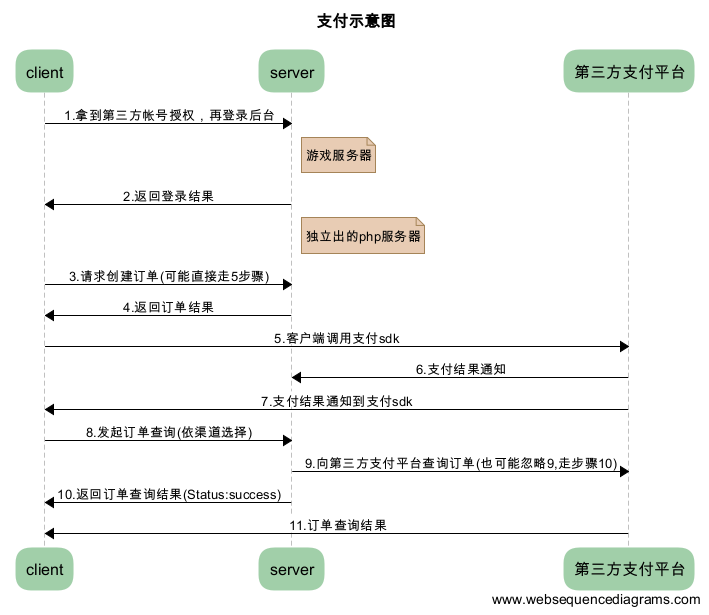 支付示意图
client
server
第三方支付平台
1.拿到第三方帐号授权，再登录后台
游戏服务器
2.返回登录结果
独立出的php服务器
3.请求创建订单(可能直接走5步骤)
4.返回订单结果
5.客户端调用支付sdk
6.支付结果通知
7.支付结果通知到支付sdk
8.发起订单查询(依渠道选择)
9.向第三方支付平台查询订单(也可能忽略9,走步骤10)
10.返回订单查询结果(Status:success)
11.订单查询结果
client
server
第三方支付平台
www.websequencediagrams.com